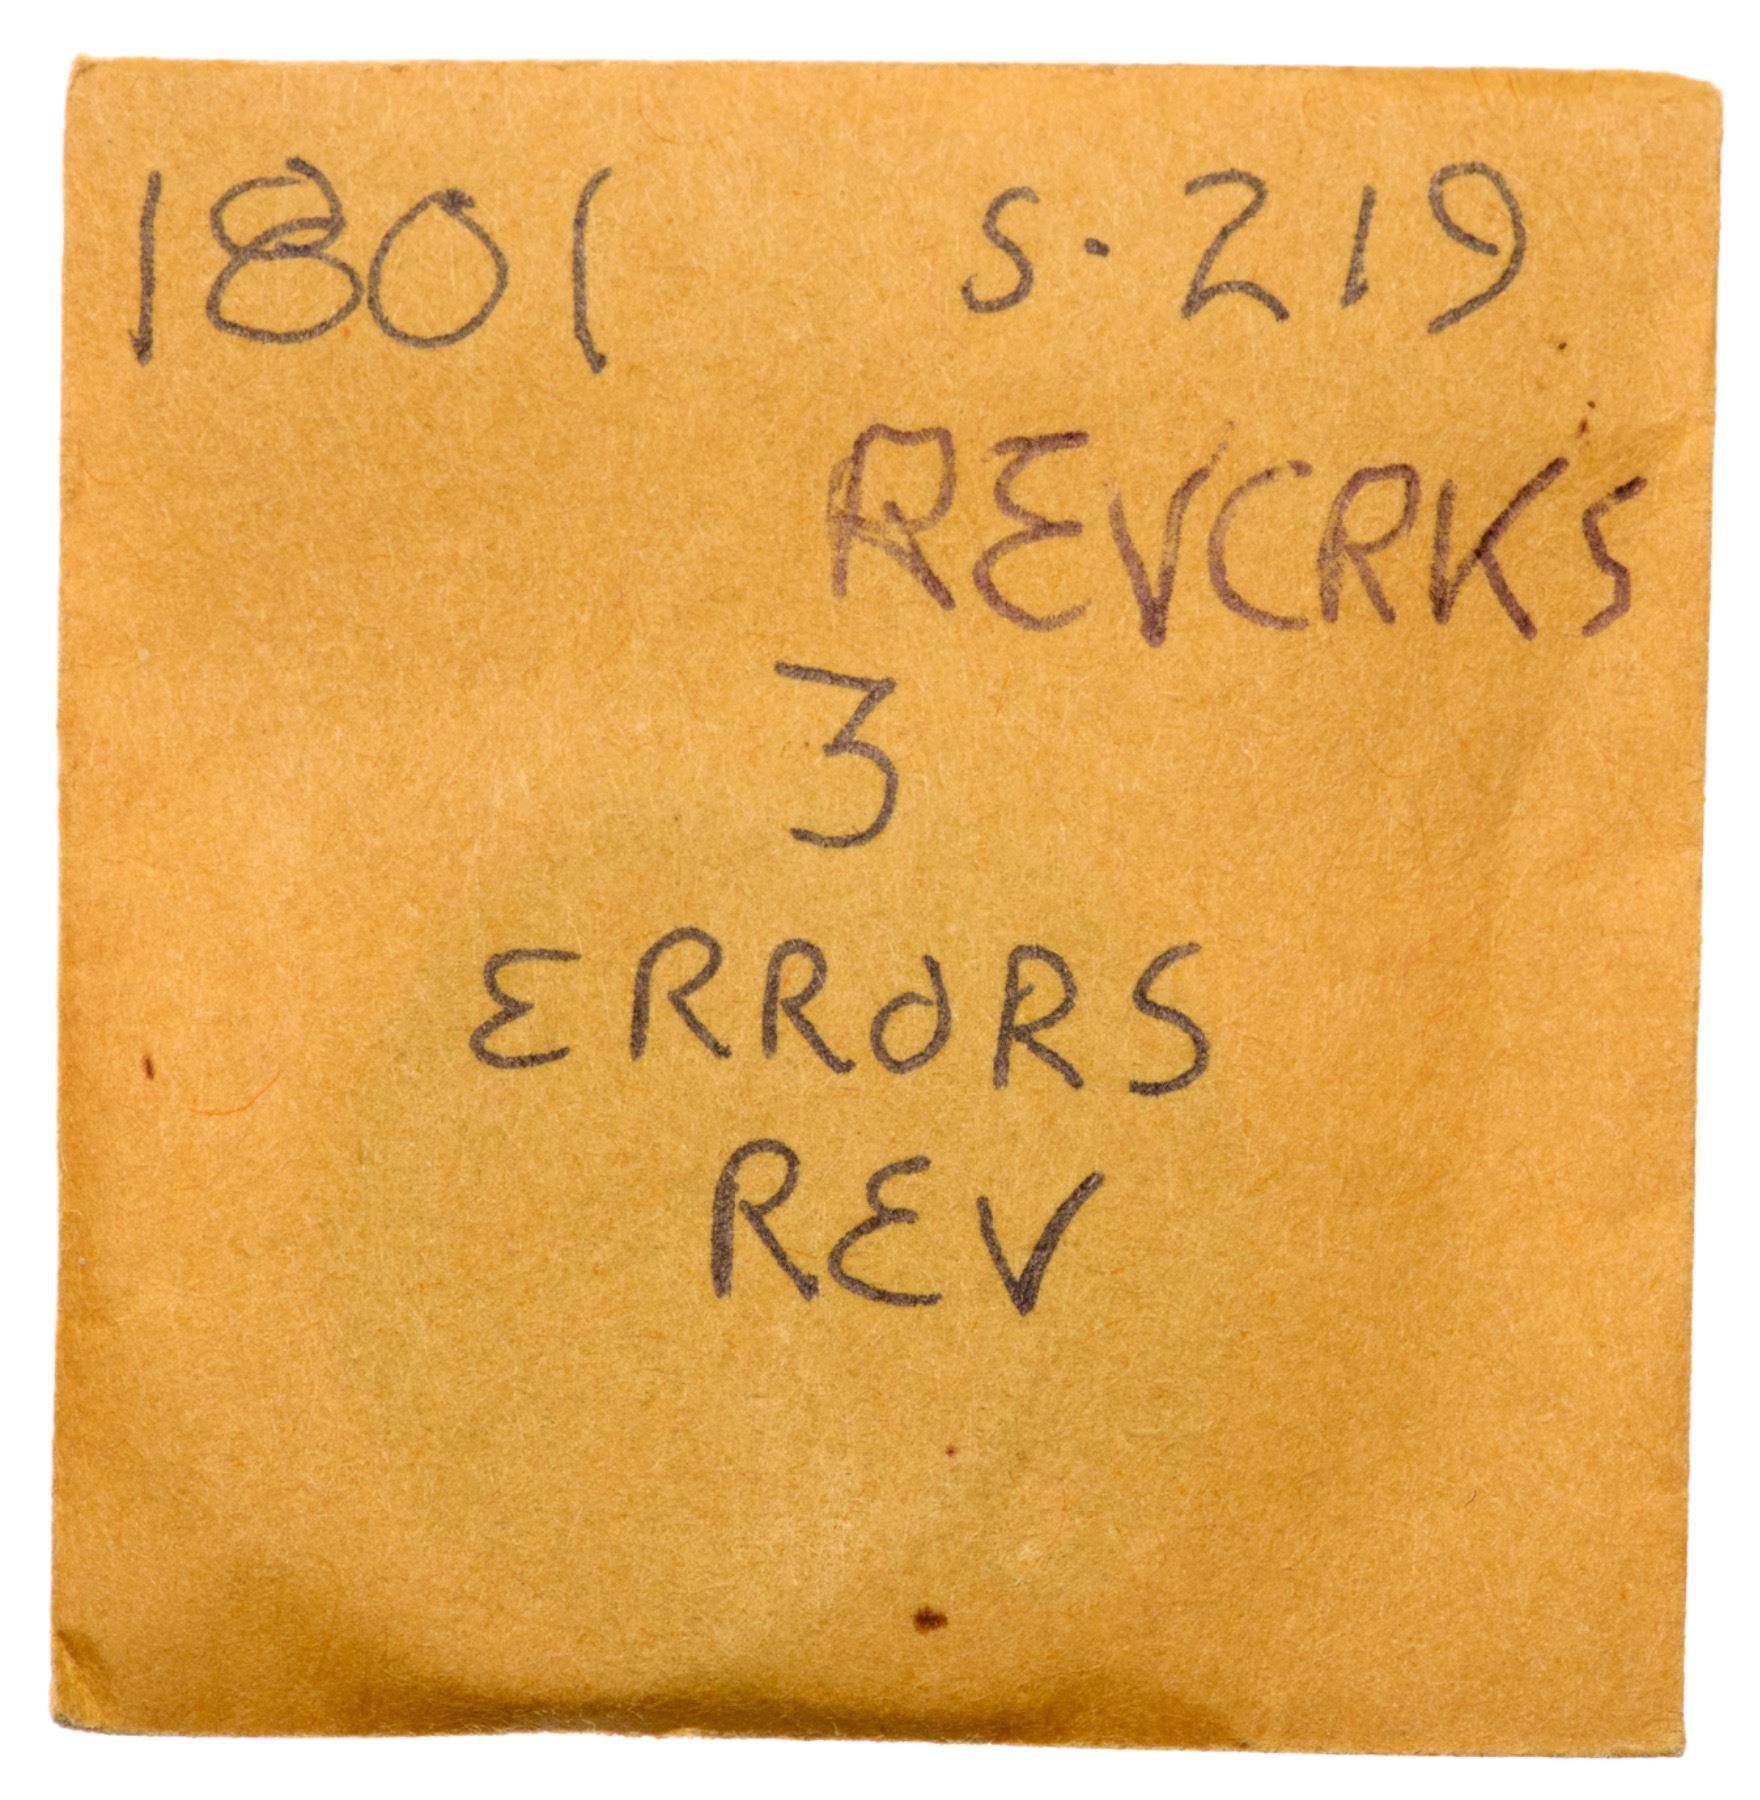 1801 S. 219
REVCRKS
3
ERRORS
REV